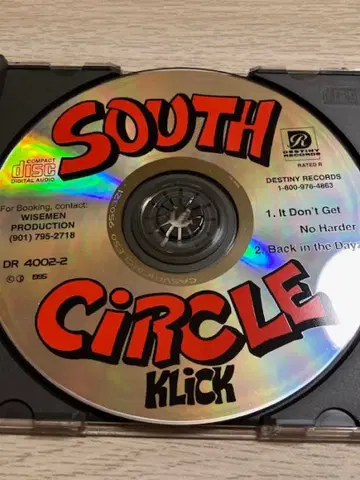 SOUTH
COMPACT
disc
DIGITAL AUDIO
R
DESTINY
RECORDS
RATED R
DESTINY RECORDS
1-800-976-4663
For Booking, contact:
WISEMEN
PRODUCTION
(901) 795-2718
1. It Don't Get
No Harder
2. Back in the Day
DR 4002-2
CiRCLE
KLiCK